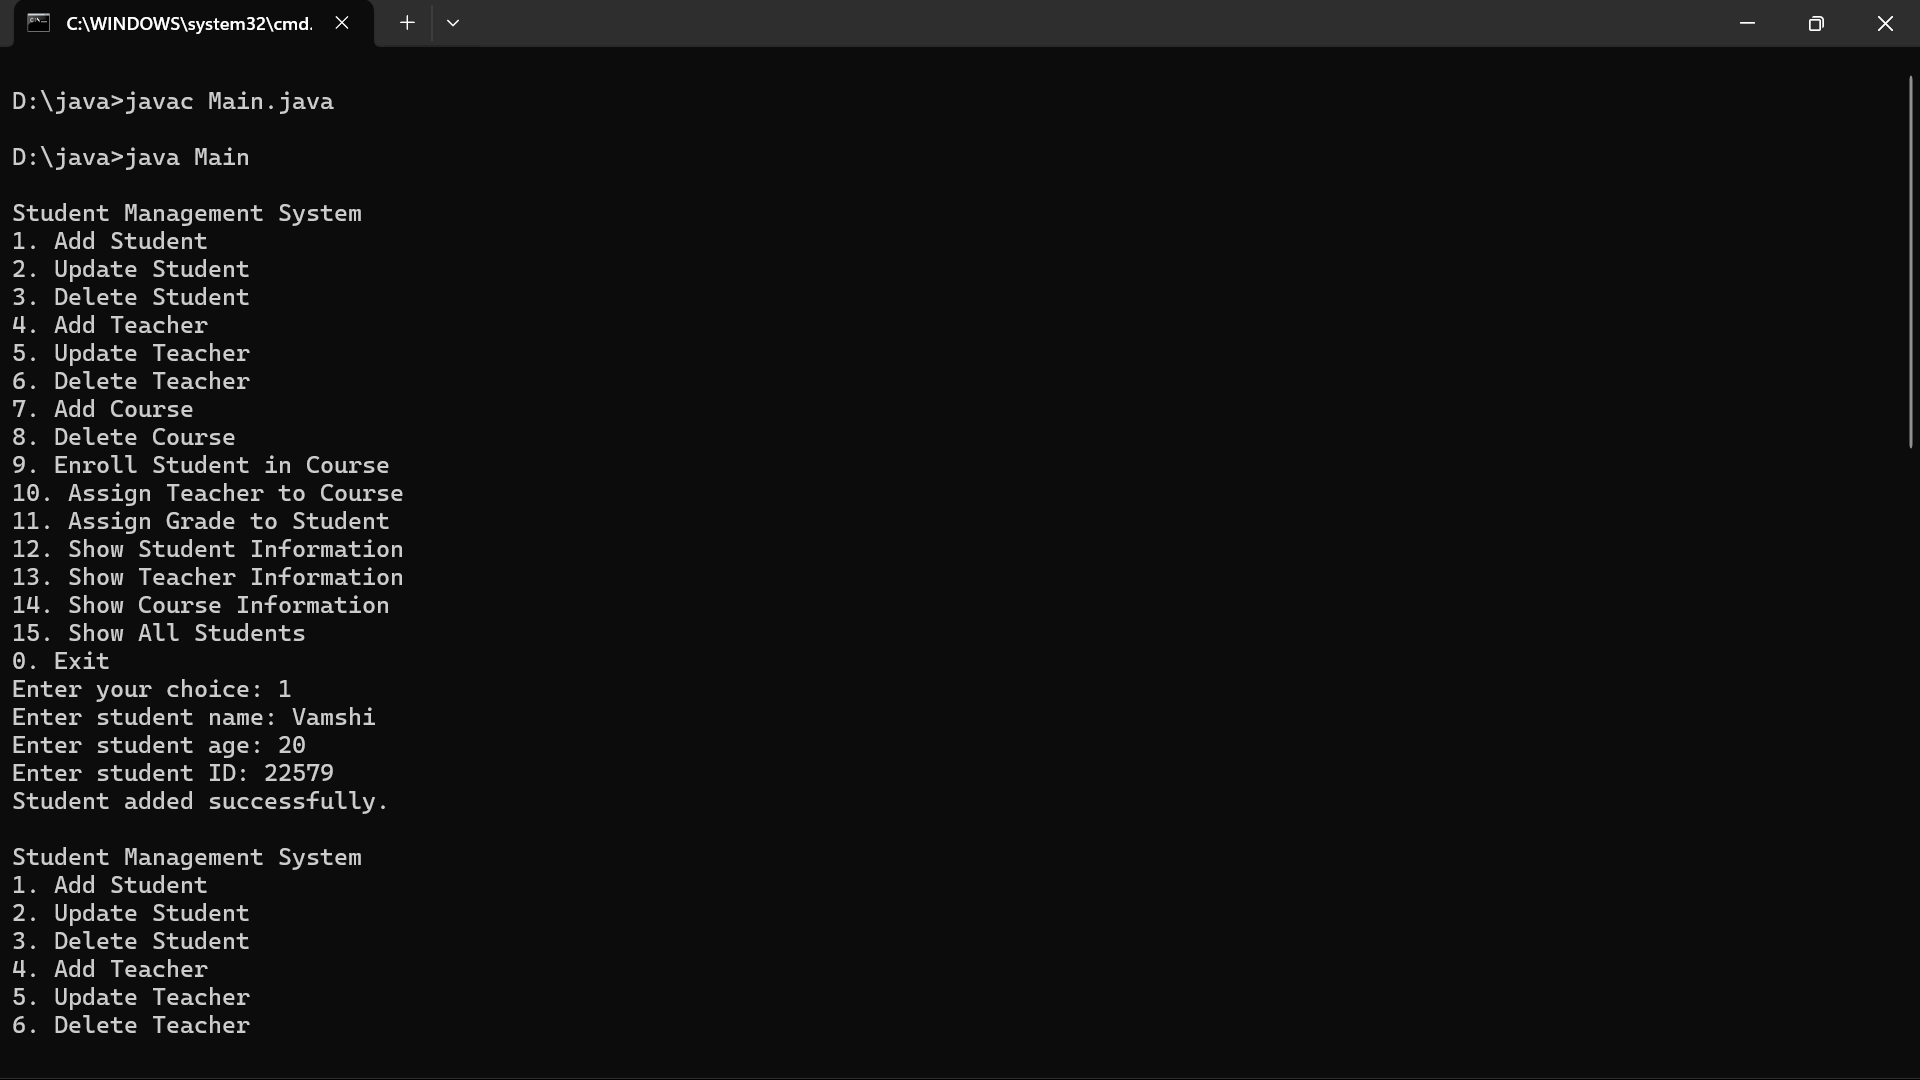 C:\WINDOWS\system32\cmd.
D:\java>javac Main.java
D:\java>java Main
Student Management System
1. Add Student
2. Update Student
3. Delete Student
4. Add Teacher
5. Update Teacher
6. Delete Teacher
7. Add Course
8. Delete Course
9. Enroll Student in Course
10. Assign Teacher to Course
11. Assign Grade to Student
12. Show Student Information
13. Show Teacher Information
14. Show Course Information
15. Show All Students
0. Exit
Enter your choice: 1
Enter student name: Vamshi
Enter student age: 20
Enter student ID: 22579
Student added successfully.
Student Management System
1. Add Student
2. Update Student
3. Delete Student
4. Add Teacher
5. Update Teacher
6. Delete Teacher